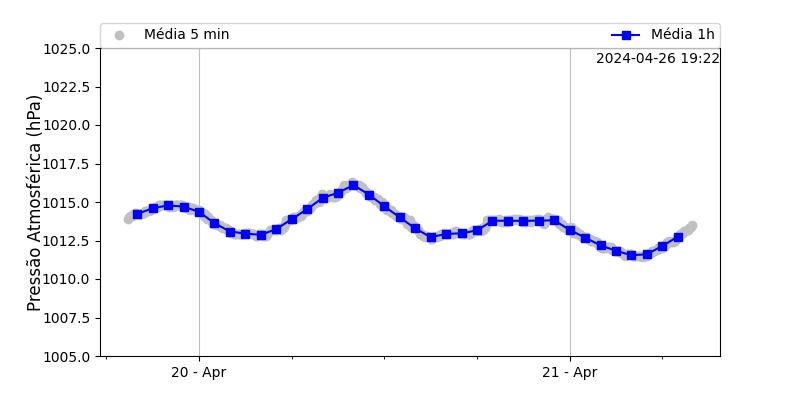 Média 5 min
Média 1h
2024-04-26 19:22
Pressão Atmosférica (hPa)
1025.0
1022.5
1020.0
1017.5
1015.0
1012.5
1010.0
1007.5
1005.0
20 - Apr
21 - Apr